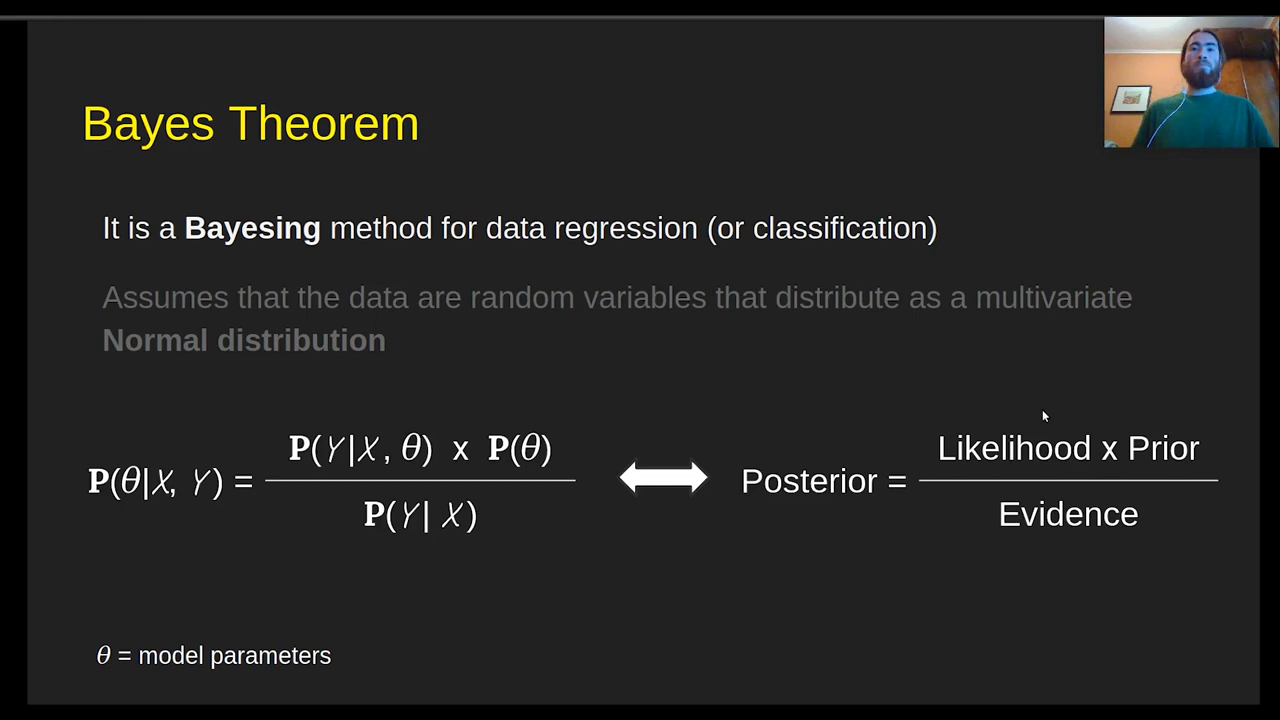 Bayes Theorem
It is a Bayesing method for data regression (or classification)
Assumes that the data are random variables that distribute as a multivariate
Normal distribution
P(θ|X, Y) = P(Y|X, θ) x P(θ)
P(Y| X)
Posterior = Likelihood x Prior
Evidence
θ = model parameters